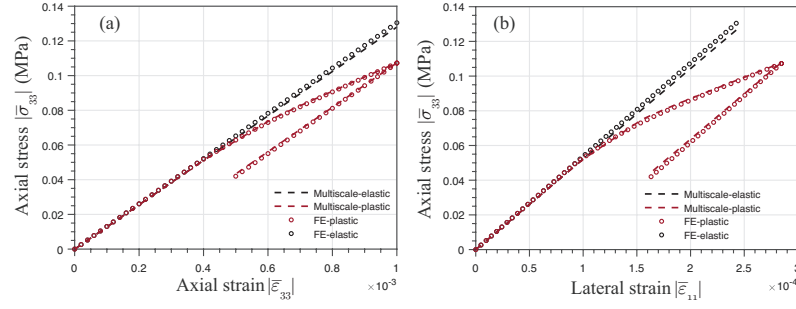 (a)
Axial stress |σ̅₃₃| (MPa)
0.14
0.12
0.1
0.08
0.06
0.04
0.02
0
0
0.2
0.4
0.6
0.8
1
×10⁻³
Axial strain |ε̅₃₃|
Multiscale-elastic
Multiscale-plastic
FE-plastic
FE-elastic
(b)
Axial stress |σ̅₃₃| (MPa)
0.14
0.12
0.1
0.08
0.06
0.04
0.02
0
0
0.5
1
1.5
2
2.5
3
×10⁻⁴
Lateral strain |ε̅₁₁|
Multiscale-elastic
Multiscale-plastic
FE-plastic
FE-elastic